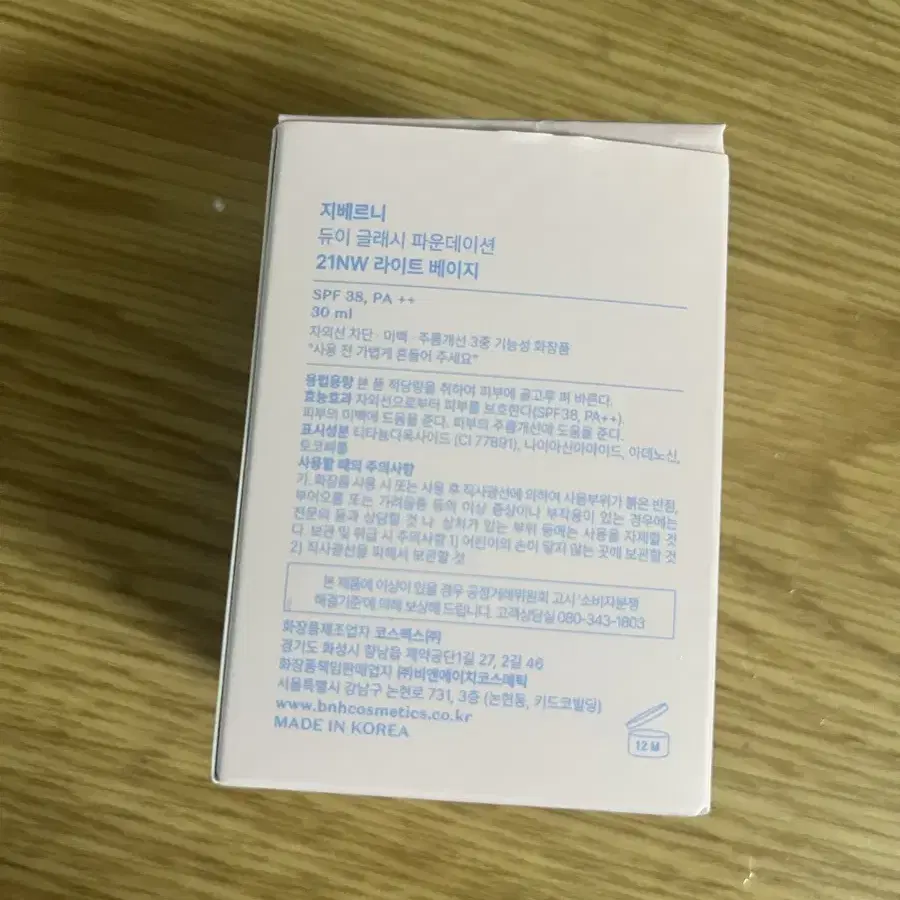 지베르니
듀이 글래시 파운데이션
21NW 라이트 베이지
SPF 38, PA ++
30 ml
자외선 차단 · 미백 · 주름개선 3중 기능성 화장품
"사용 전 가볍게 흔들어 주세요"
용법용량 본 품 적당량을 취하여 피부에 골고루 펴 바른다.
효능효과 자외선으로부터 피부를 보호한다(SPF38, PA++).
피부의 미백에 도움을 준다. 피부의 주름개선에 도움을 준다.
표시성분 티타늄디옥사이드 (CI 77891), 나이아신아마이드, 아데노신,
토코페롤
사용할 때의 주의사항
가. 화장품 사용 시 또는 사용 후 직사광선에 의하여 사용부위가 붉은 반점,
부어오름 또는 가려움증 등의 이상 증상이나 부작용이 있는 경우에는
전문의 등과 상담할 것 나. 상처가 있는 부위 등에는 사용을 자제할 것
다. 보관 및 취급 시 주의사항 1) 어린이의 손이 닿지 않는 곳에 보관할 것
2) 직사광선을 피해서 보관할 것
본 제품에 이상이 있을 경우 공정거래위원회 고시 '소비자분쟁
해결기준'에 의해 보상해 드립니다. 고객상담실 080-343-1803
화장품제조업자 코스맥스㈜
경기도 화성시 향남읍 제약공단1길 27, 2길 46
화장품책임판매업자 ㈜비앤에이치코스메틱
서울특별시 강남구 논현로 731, 3층 (논현동, 키드코빌딩)
www.bnhcosmetics.co.kr
MADE IN KOREA
12 M